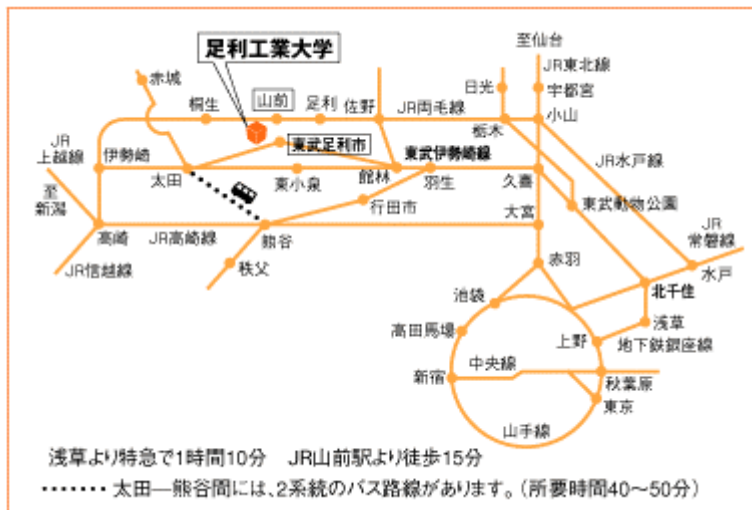 足利工業大学
至仙台
赤城
JR東北線
日光
宇都宮
桐生
山前
足利
佐野
JR両毛線
小山
栃木
JR
上越線
伊勢崎
東武足利市
東武伊勢崎線
JR水戸線
太田
東小泉
館林
羽生
久喜
至
新潟
行田市
大宮
東武動物公園
JR
常磐線
高崎
JR高崎線
熊谷
JR信越線
秩父
赤羽
水戸
池袋
北千住
高田馬場
上野
浅草
地下鉄銀座線
新宿
中央線
秋葉原
東京
山手線
浅草より特急で1時間10分 JR山前駅より徒歩15分
太田―熊谷間には、2系統のバス路線があります。(所要時間40〜50分)